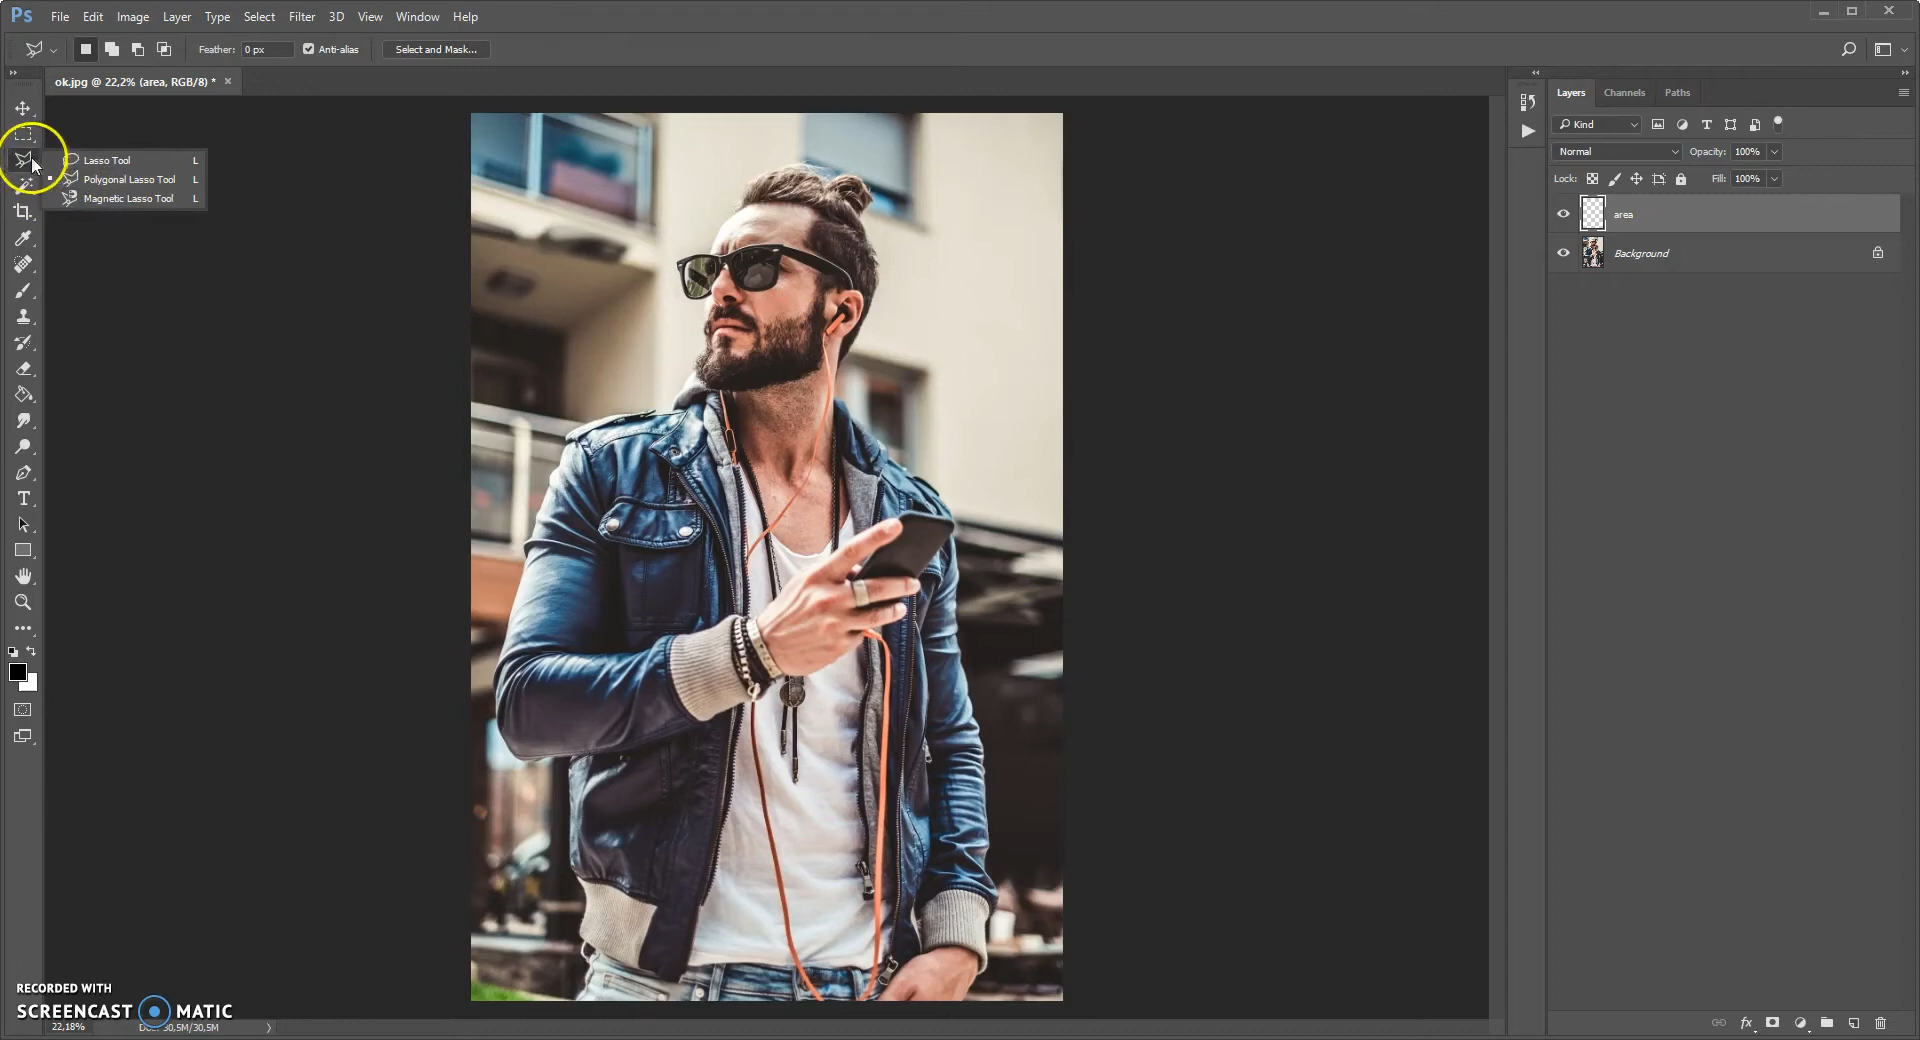 Ps File Edit Image Layer Type Select Filter 3D View Window Help
Feather: 0 px Anti-alias Select and Mask...
ok.jpg @ 22,2% (area, RGB/8) * ×
Lasso Tool L
Polygonal Lasso Tool L
Magnetic Lasso Tool L
Layers Channels Paths
Kind
Normal Opacity: 100%
Lock: Fill: 100%
area
Background
RECORDED WITH
SCREENCAST MATIC
22,18% 30,5M/30,5M
fx